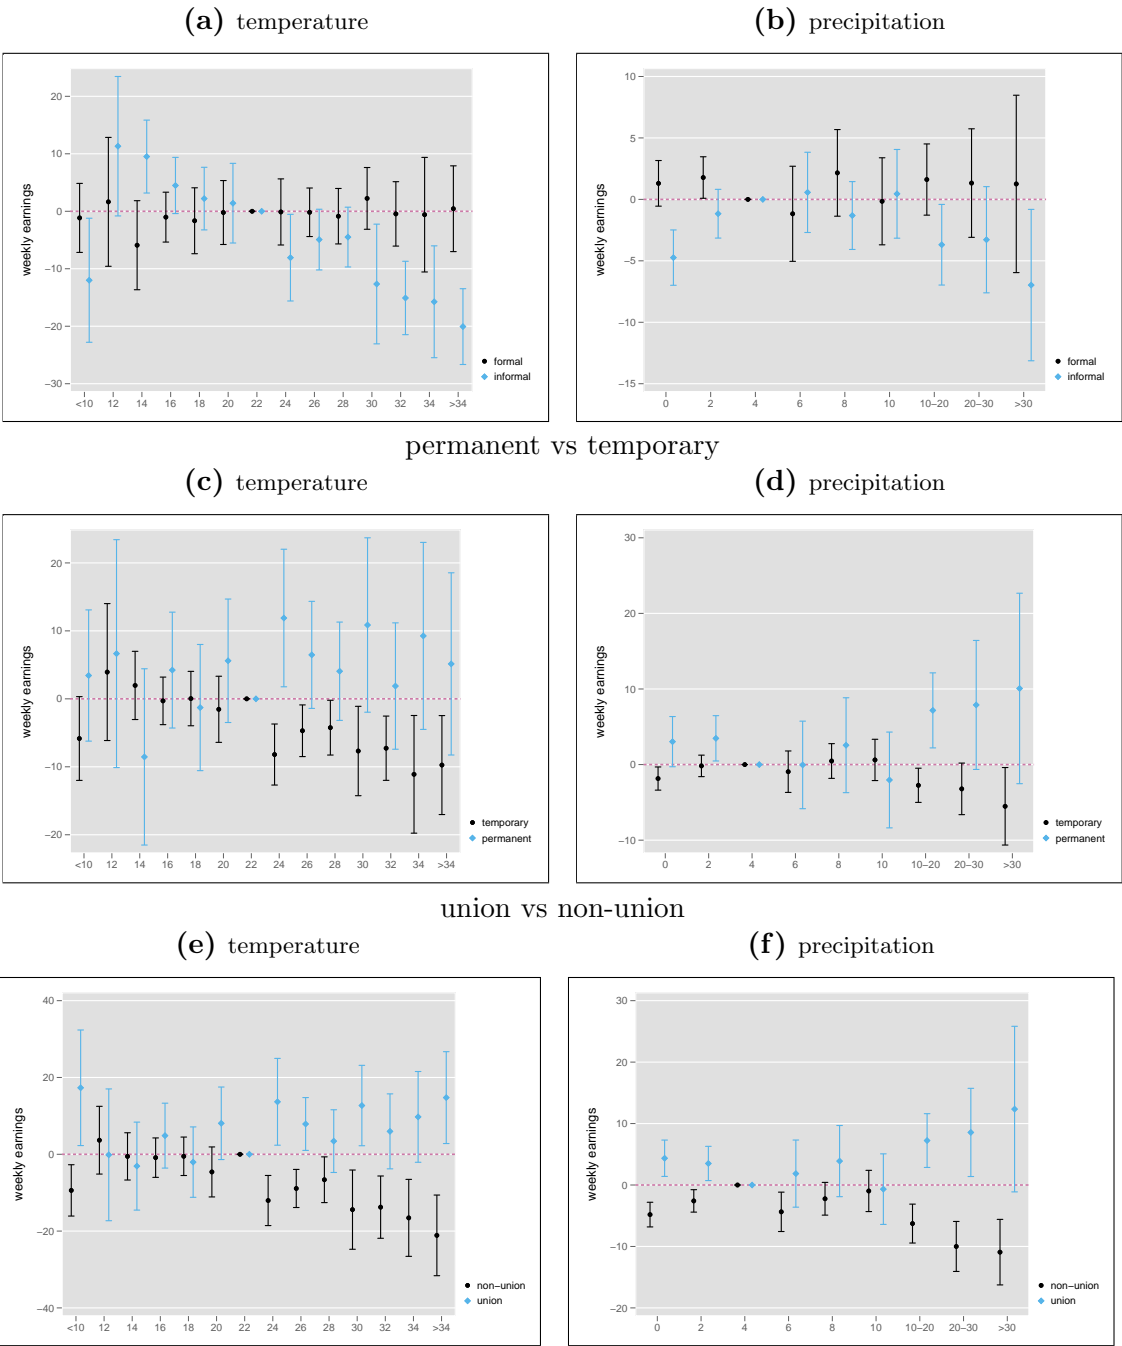 (a) temperature
(b) precipitation
weekly earnings
20
10
0
−10
−20
−30
<10 12 14 16 18 20 22 24 26 28 30 32 34 >34
formal
informal
weekly earnings
10
5
0
−5
−10
−15
0 2 4 6 8 10 10−20 20−30 >30
formal
informal
permanent vs temporary
(c) temperature
(d) precipitation
weekly earnings
20
10
0
−10
−20
<10 12 14 16 18 20 22 24 26 28 30 32 34 >34
temporary
permanent
weekly earnings
30
20
10
0
−10
0 2 4 6 8 10 10−20 20−30 >30
temporary
permanent
union vs non-union
(e) temperature
(f) precipitation
weekly earnings
40
20
0
−20
−40
<10 12 14 16 18 20 22 24 26 28 30 32 34 >34
non−union
union
weekly earnings
30
20
10
0
−10
−20
0 2 4 6 8 10 10−20 20−30 >30
non−union
union